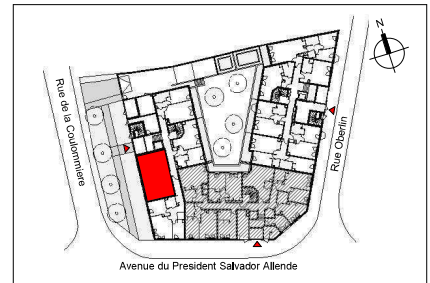 N
Rue de la Coulommiere
Rue Oberlin
Avenue du President Salvador Allende